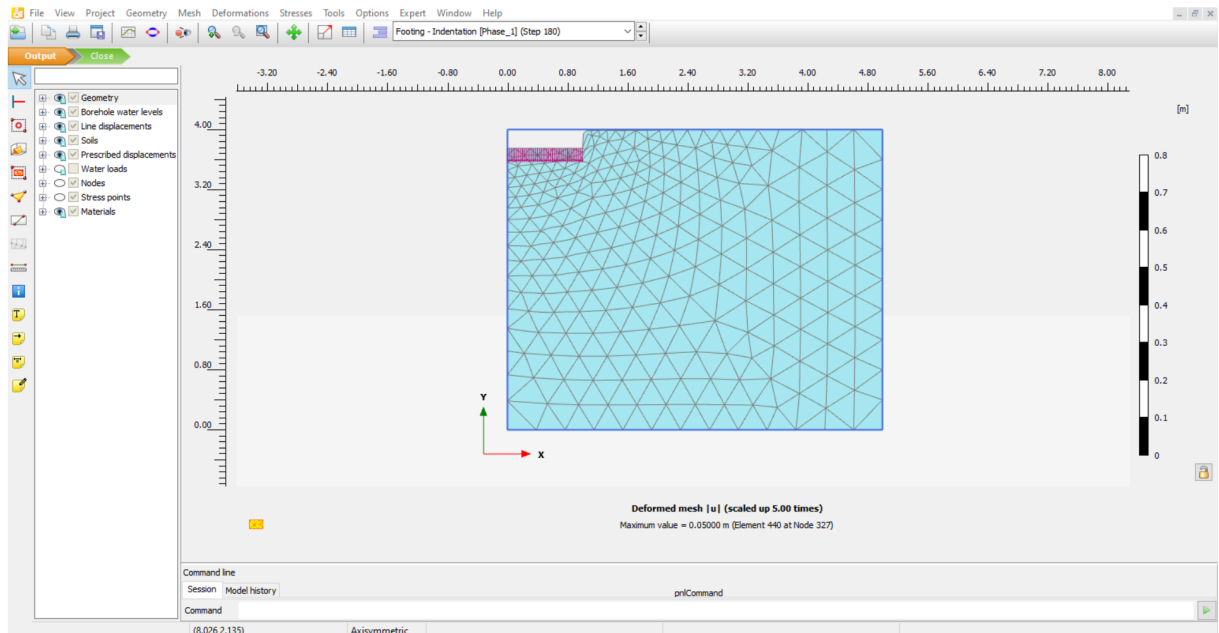 File View Project Geometry Mesh Deformations Stresses Tools Options Expert Window Help
Footing - Indentation [Phase_1] (Step 180)
Output Close
-3.20 -2.40 -1.60 -0.80 0.00 0.80 1.60 2.40 3.20 4.00 4.80 5.60 6.40 7.20 8.00
Geometry
Borehole water levels
Line displacements
Soils
Prescribed displacements
Water loads
Nodes
Stress points
Materials
4.00
3.20
2.40
1.60
0.80
0.00
Y
X
[m]
0.8
0.7
0.6
0.5
0.4
0.3
0.2
0.1
0
Deformed mesh |u| (scaled up 5.00 times)
Maximum value = 0.05000 m (Element 440 at Node 327)
Command line
Session Model history
pnlCommand
Command
(8.026 2.135) Axisymmetric